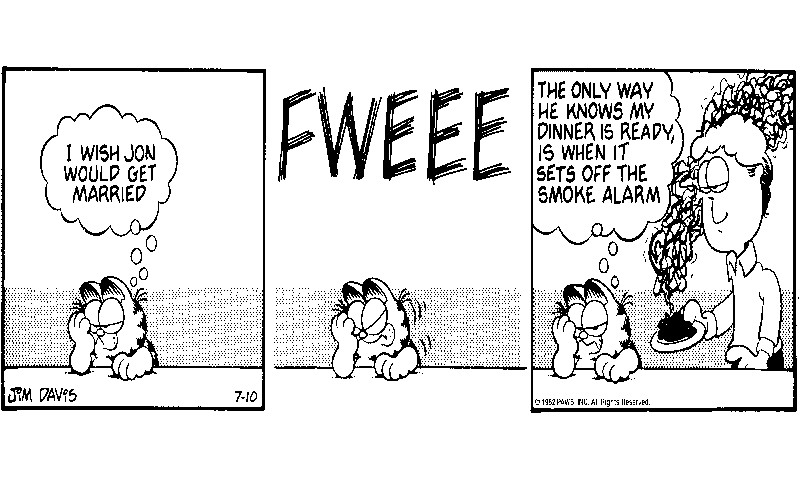 I WISH JON
WOULD GET
MARRIED
JIM DAVIS
7-10
FWEEE
THE ONLY WAY
HE KNOWS MY
DINNER IS READY,
IS WHEN IT
SETS OFF THE
SMOKE ALARM
© 1982 PAWS, INC. All Rights Reserved.